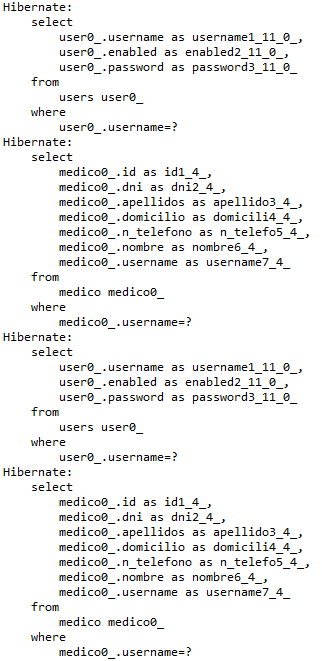 Hibernate:
    select
        user0_.username as username1_11_0_,
        user0_.enabled as enabled2_11_0_,
        user0_.password as password3_11_0_
    from
        users user0_
    where
        user0_.username=?
Hibernate:
    select
        medico0_.id as id1_4_,
        medico0_.dni as dni2_4_,
        medico0_.apellidos as apellido3_4_,
        medico0_.domicilio as domicili4_4_,
        medico0_.n_telefono as n_telefo5_4_,
        medico0_.nombre as nombre6_4_,
        medico0_.username as username7_4_
    from
        medico medico0_
    where
        medico0_.username=?
Hibernate:
    select
        user0_.username as username1_11_0_,
        user0_.enabled as enabled2_11_0_,
        user0_.password as password3_11_0_
    from
        users user0_
    where
        user0_.username=?
Hibernate:
    select
        medico0_.id as id1_4_,
        medico0_.dni as dni2_4_,
        medico0_.apellidos as apellido3_4_,
        medico0_.domicilio as domicili4_4_,
        medico0_.n_telefono as n_telefo5_4_,
        medico0_.nombre as nombre6_4_,
        medico0_.username as username7_4_
    from
        medico medico0_
    where
        medico0_.username=?